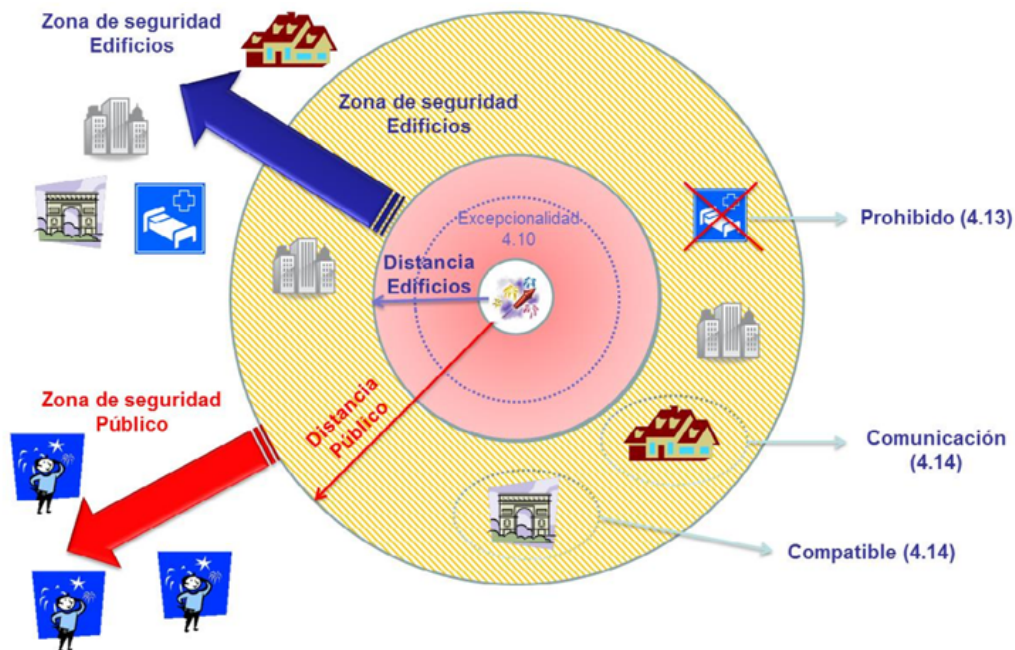 Zona de seguridad
Edificios
Zona de seguridad
Edificios
Excepcionalidad
4.10
Prohibido (4.13)
Distancia
Edificios
Zona de seguridad
Público
Distancia
Público
Comunicación
(4.14)
Compatible (4.14)